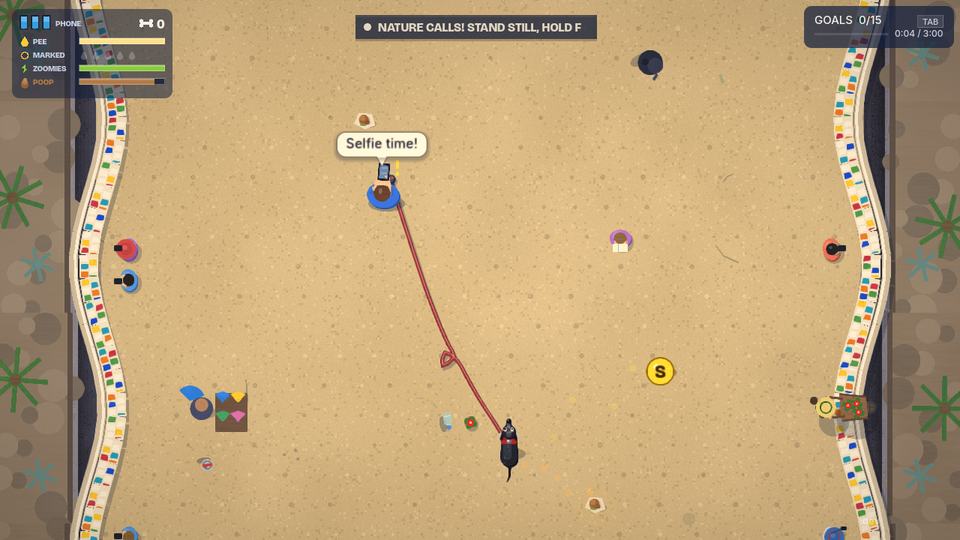 PHONE
0
PEE
MARKED
ZOOMIES
POOP
NATURE CALLS! STAND STILL, HOLD F
GOALS 0/15
TAB
0:04 / 3:00
Selfie time!
S